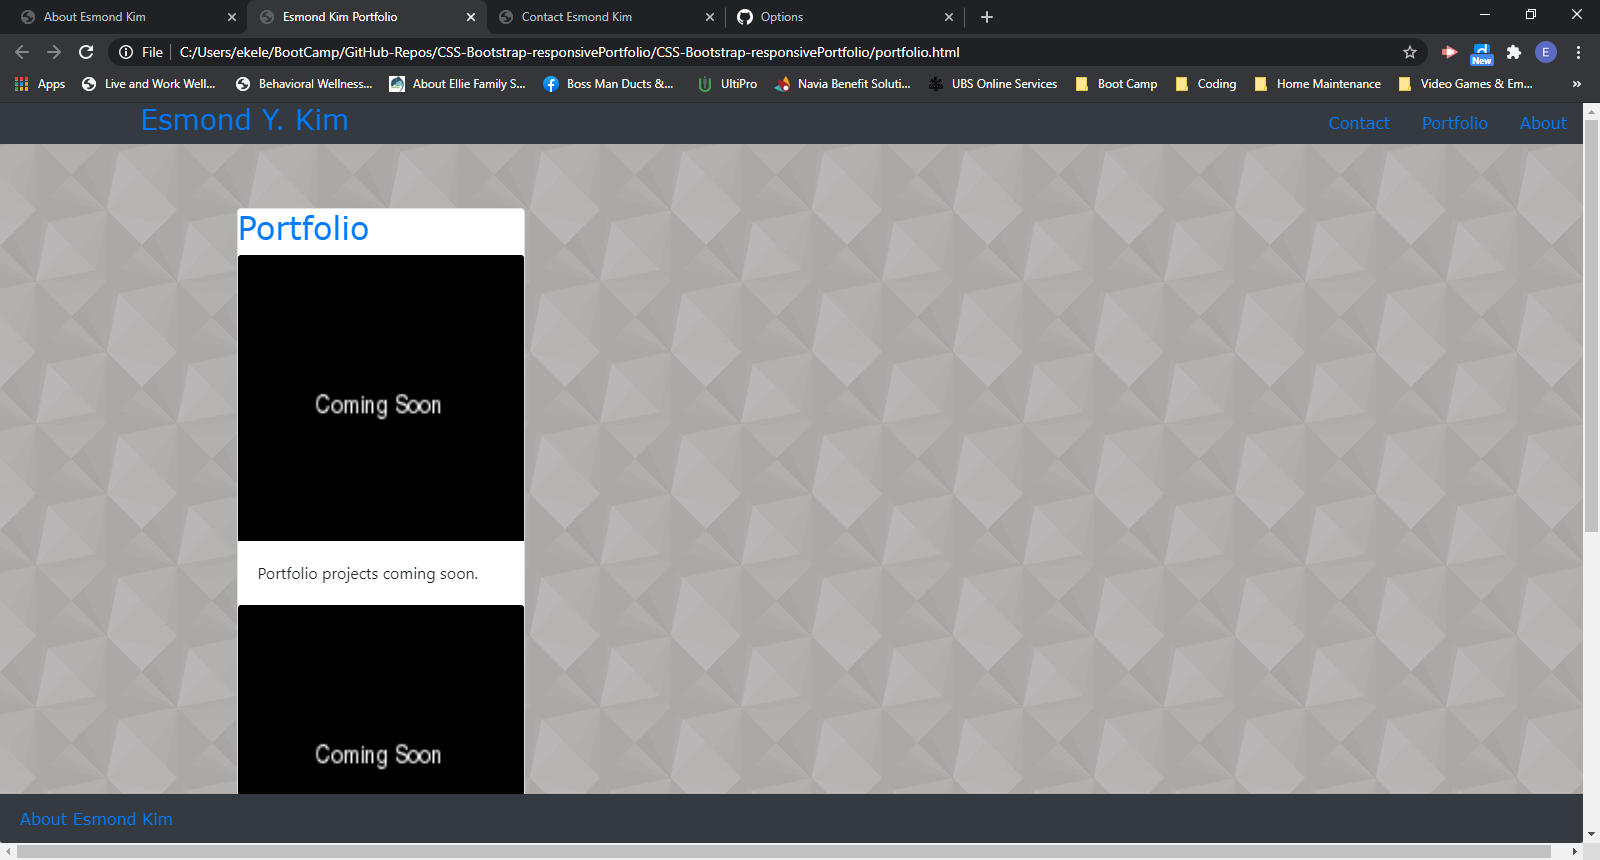 About Esmond Kim
Esmond Kim Portfolio
Contact Esmond Kim
Options
File
C:/Users/ekele/BootCamp/GitHub-Repos/CSS-Bootstrap-responsivePortfolio/CSS-Bootstrap-responsivePortfolio/portfolio.html
New
E
Apps
Live and Work Well...
Behavioral Wellness...
About Ellie Family S...
Boss Man Ducts &...
UltiPro
Navia Benefit Soluti...
UBS Online Services
Boot Camp
Coding
Home Maintenance
Video Games & Em...
Esmond Y. Kim
Contact
Portfolio
About
Portfolio
Coming Soon
Portfolio projects coming soon.
Coming Soon
About Esmond Kim